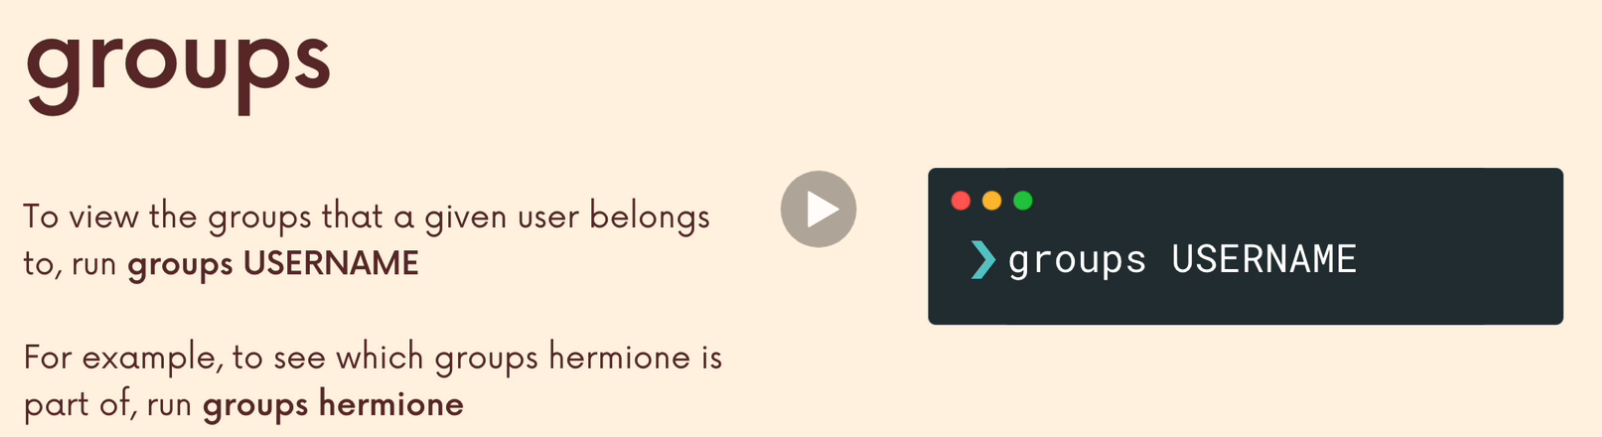 groups
To view the groups that a given user belongs
to, run groups USERNAME
For example, to see which groups hermione is
part of, run groups hermione
❯ groups USERNAME